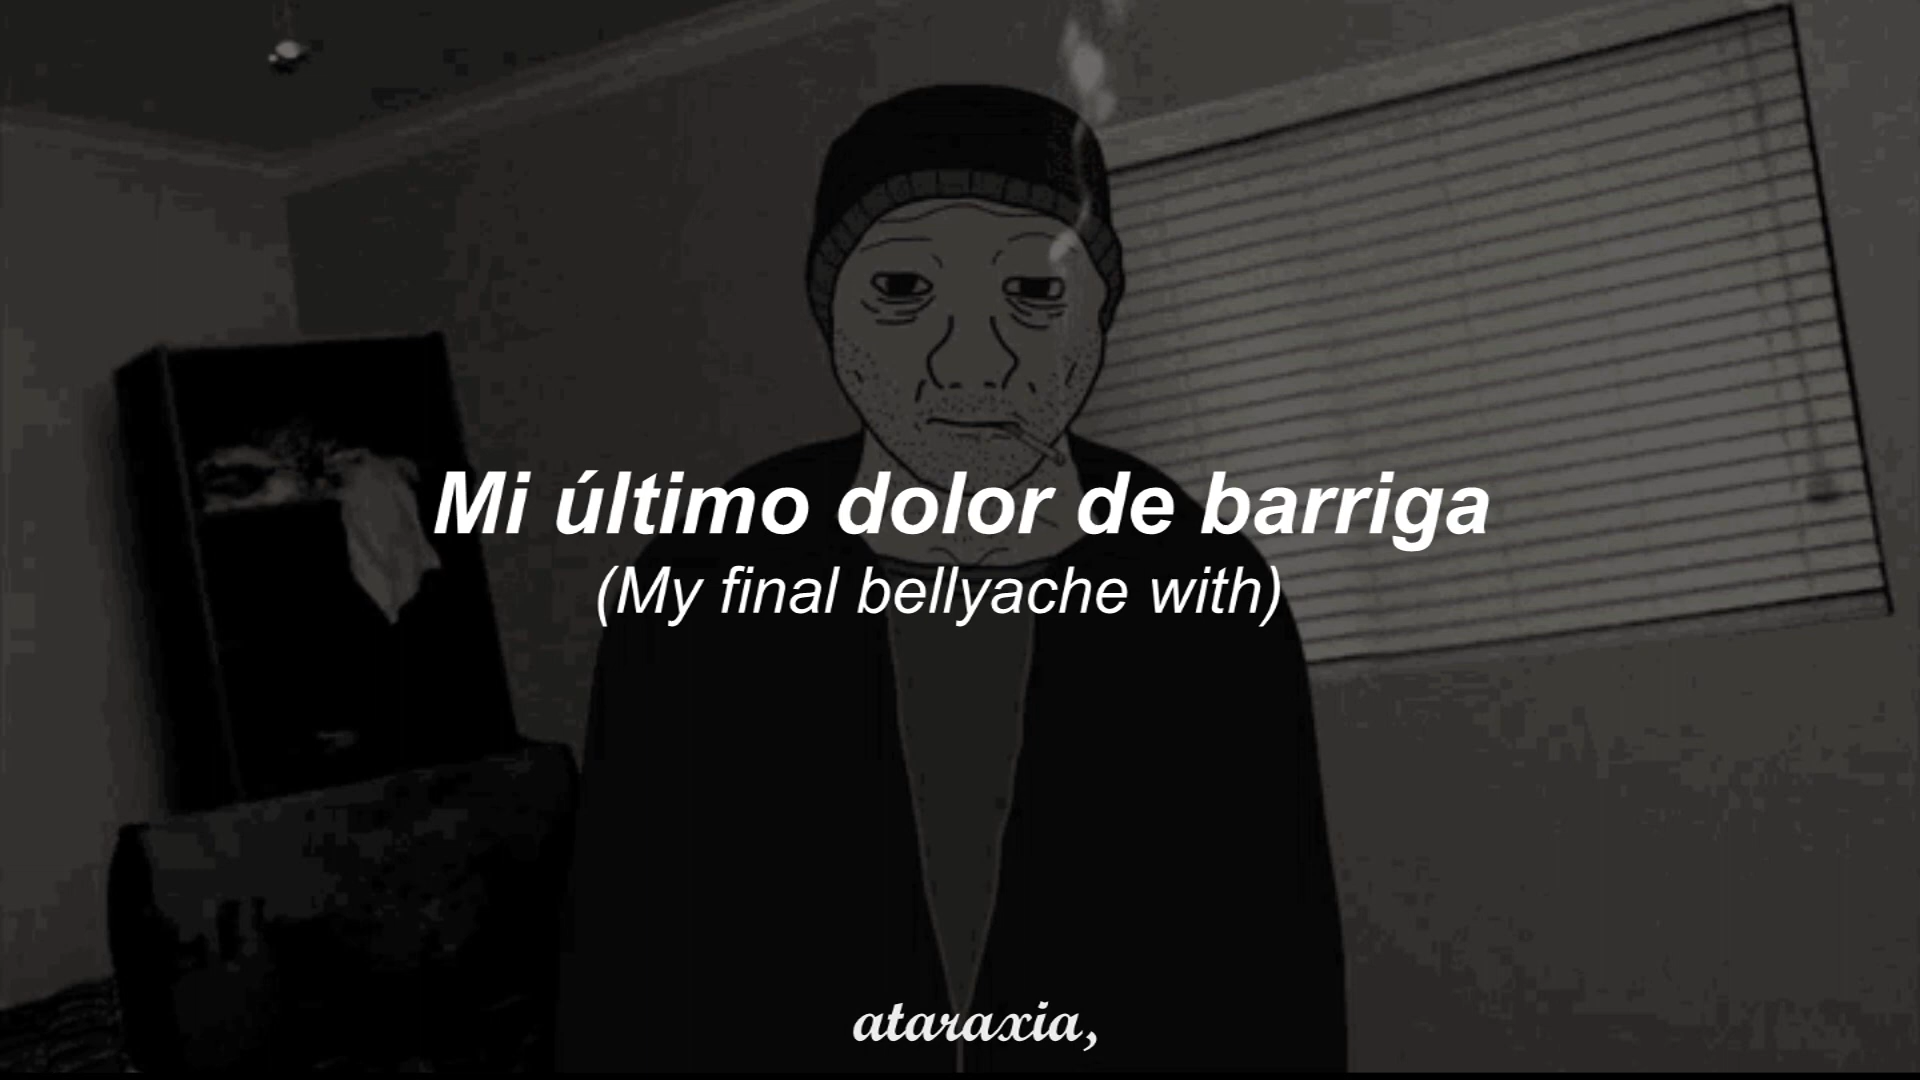 Mi último dolor de barriga
(My final bellyache with)
ataraxia,